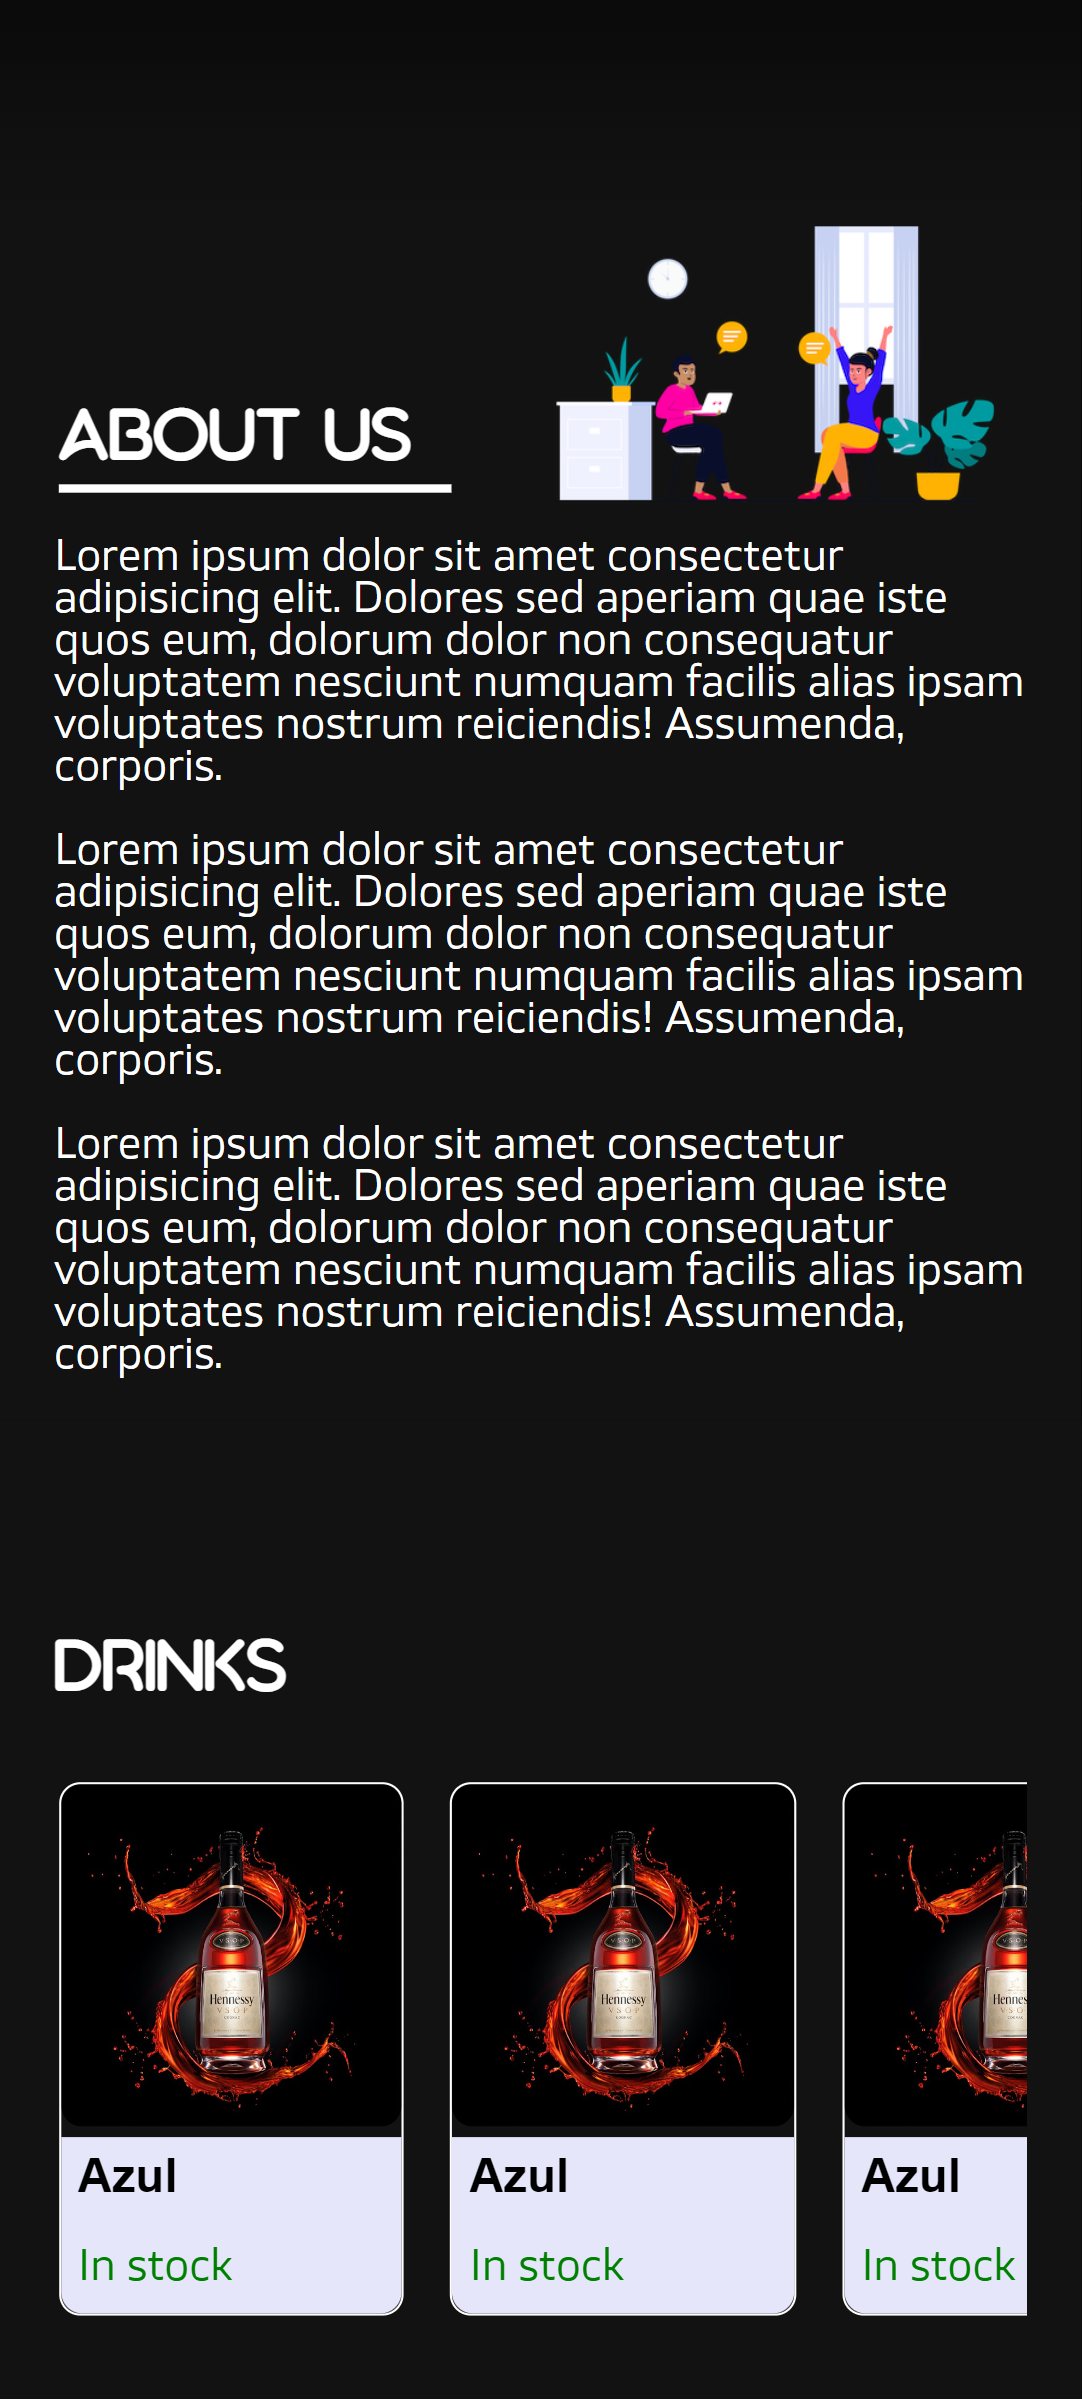 ABOUT US
Lorem ipsum dolor sit amet consectetur
adipisicing elit. Dolores sed aperiam quae iste
quos eum, dolorum dolor non consequatur
voluptatem nesciunt numquam facilis alias ipsam
voluptates nostrum reiciendis! Assumenda,
corporis.
Lorem ipsum dolor sit amet consectetur
adipisicing elit. Dolores sed aperiam quae iste
quos eum, dolorum dolor non consequatur
voluptatem nesciunt numquam facilis alias ipsam
voluptates nostrum reiciendis! Assumenda,
corporis.
Lorem ipsum dolor sit amet consectetur
adipisicing elit. Dolores sed aperiam quae iste
quos eum, dolorum dolor non consequatur
voluptatem nesciunt numquam facilis alias ipsam
voluptates nostrum reiciendis! Assumenda,
corporis.
DRINKS
V.S.O.P
Hennessy
V.S.O.P
COGNAC
Azul
In stock
V.S.O.P
Hennessy
V.S.O.P
COGNAC
Azul
In stock
V.S.O
Hennes
V.S.O
Azul
In stock